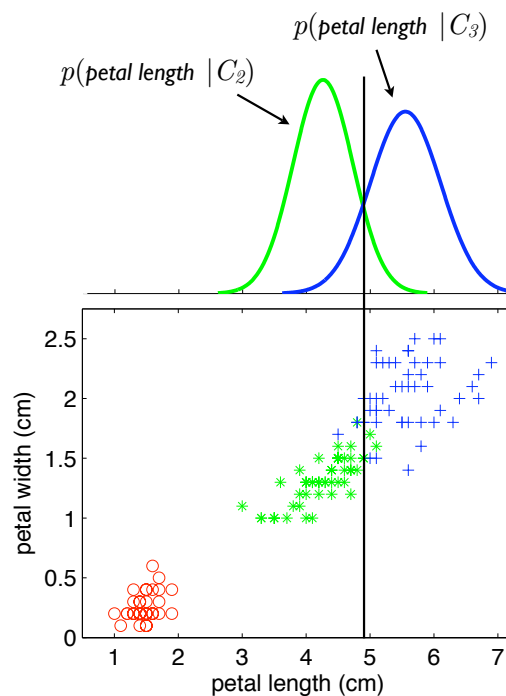 p(petal length | C₃)
p(petal length | C₂)
2.5
2
1.5
1
0.5
0
petal width (cm)
1 2 3 4 5 6 7
petal length (cm)